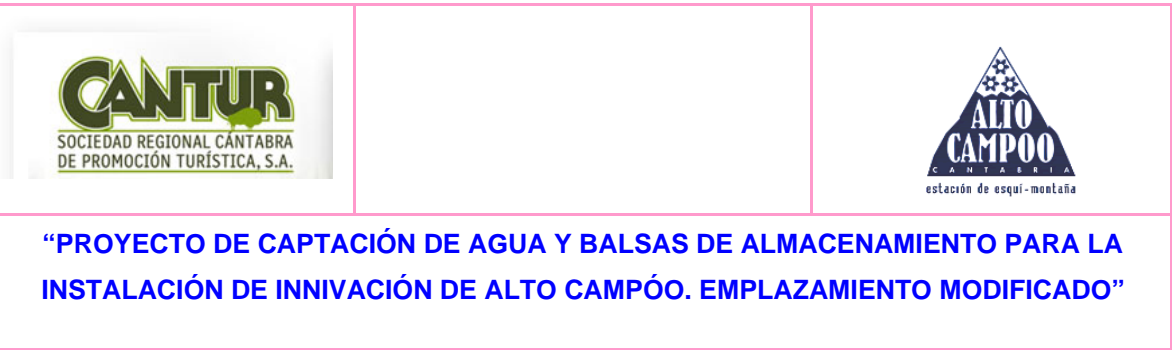 CANTUR
SOCIEDAD REGIONAL CÁNTABRA
DE PROMOCIÓN TURÍSTICA, S.A.
ALTO
CAMPOO
CANTABRIA
estación de esquí-montaña
“PROYECTO DE CAPTACIÓN DE AGUA Y BALSAS DE ALMACENAMIENTO PARA LA
INSTALACIÓN DE INNIVACIÓN DE ALTO CAMPÓO. EMPLAZAMIENTO MODIFICADO”